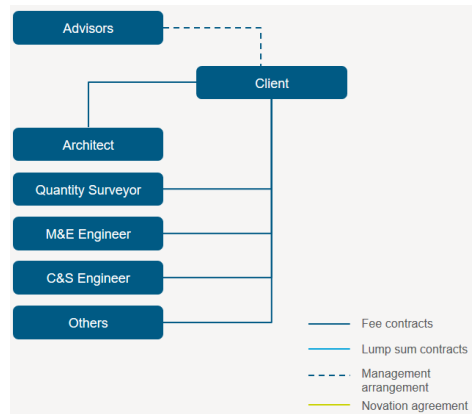 Advisors
Client
Architect
Quantity Surveyor
M&E Engineer
C&S Engineer
Others
Fee contracts
Lump sum contracts
Management
arrangement
Novation agreement